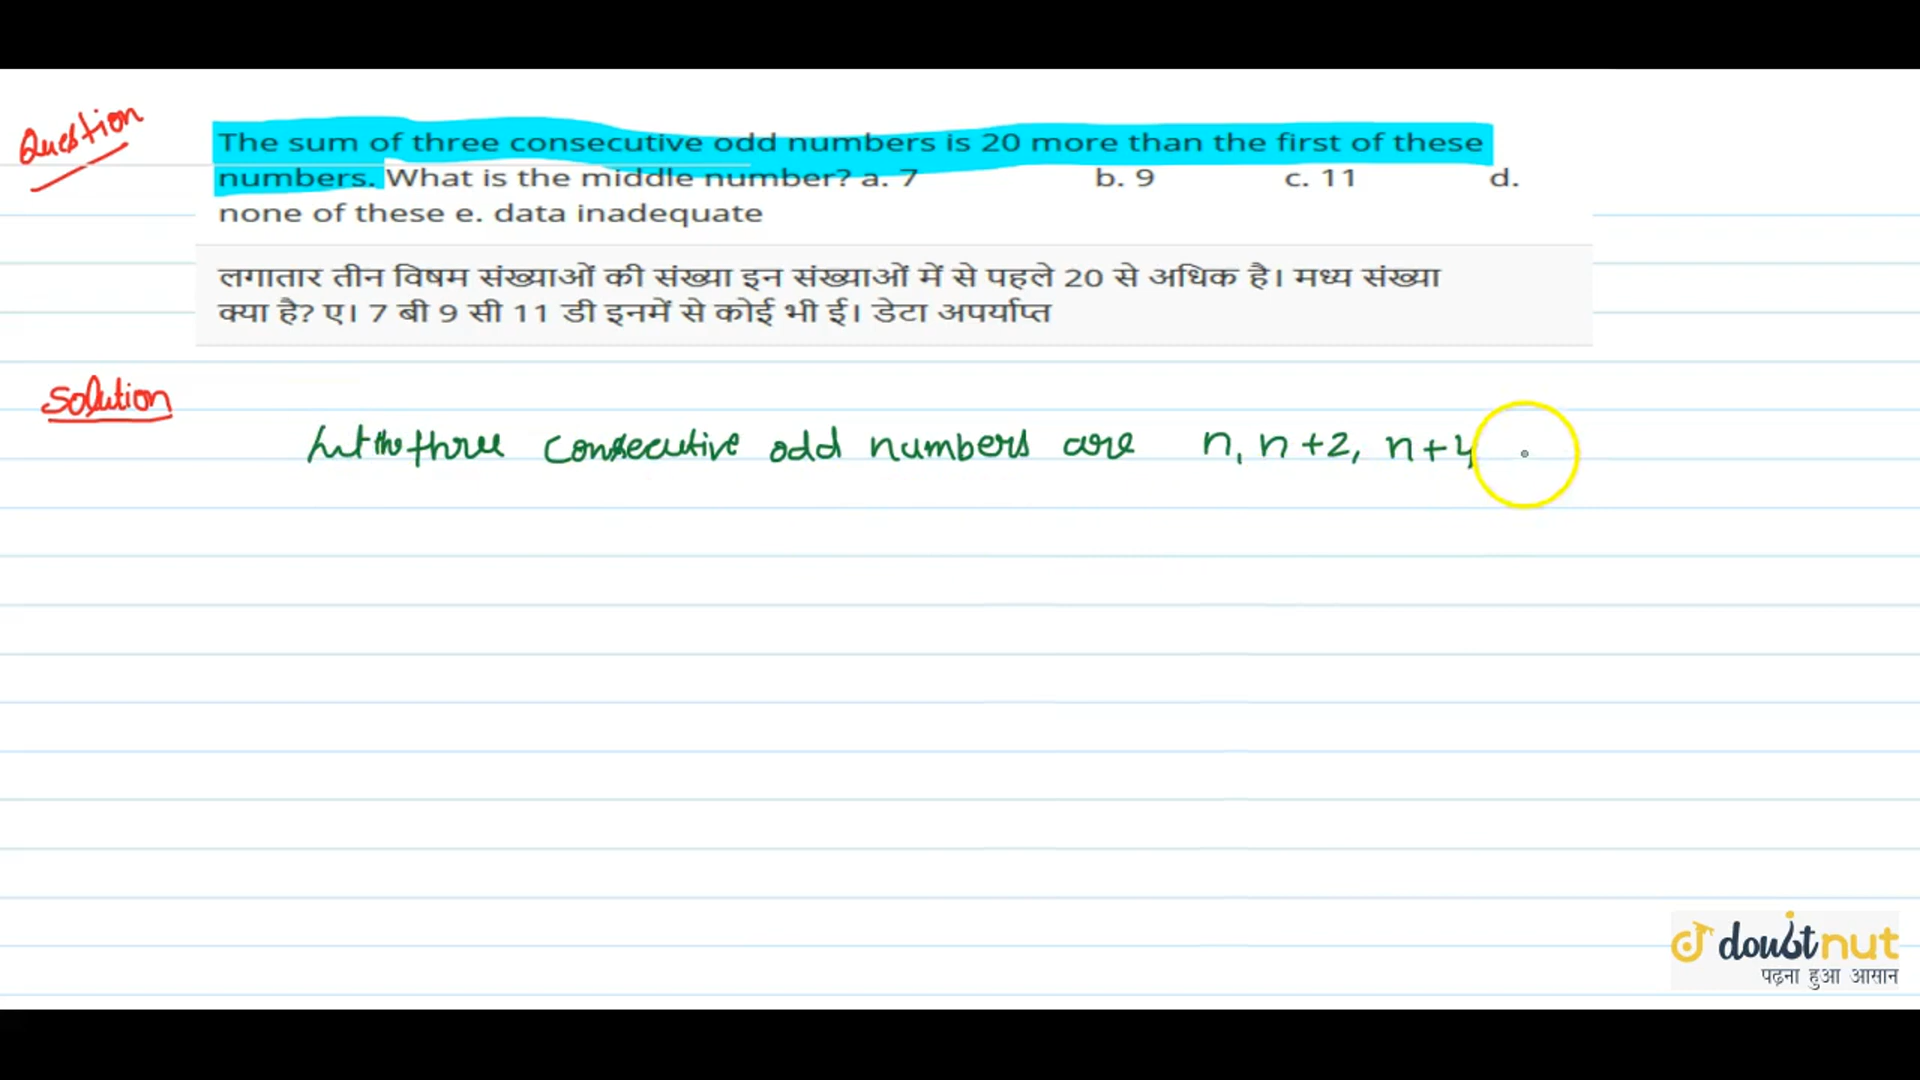 Question
The sum of three consecutive odd numbers is 20 more than the first of these
numbers. What is the middle number? a. 7 b. 9 c. 11 d.
none of these e. data inadequate
लगातार तीन विषम संख्याओं की संख्या इन संख्याओं में से पहले 20 से अधिक है। मध्य संख्या
क्या है? ए। 7 बी 9 सी 11 डी इनमें से कोई भी ई। डेटा अपर्याप्त
Solution
Let the three consecutive odd numbers are n, n+2, n+4
doubtnut
पढ़ना हुआ आसान